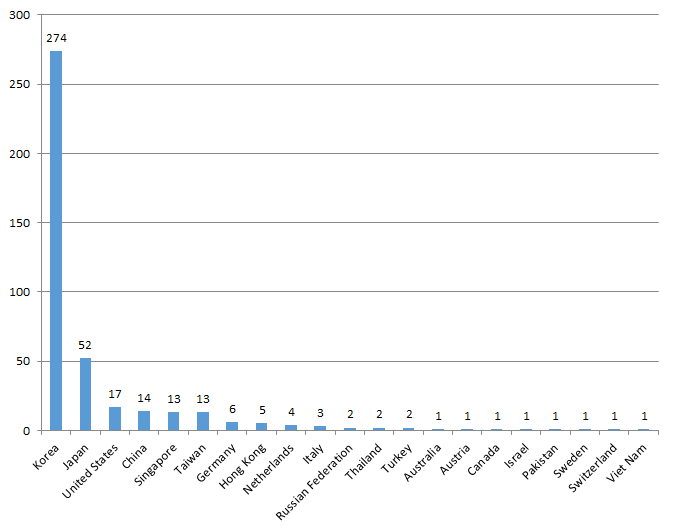 300
250
200
150
100
50
0
274
52
17
14
13
13
6
5
4
3
2
2
2
1
1
1
1
1
1
1
1
Korea
Japan
United States
China
Singapore
Taiwan
Germany
Hong Kong
Netherlands
Italy
Russian Federation
Thailand
Turkey
Australia
Austria
Canada
Israel
Pakistan
Sweden
Switzerland
Viet Nam